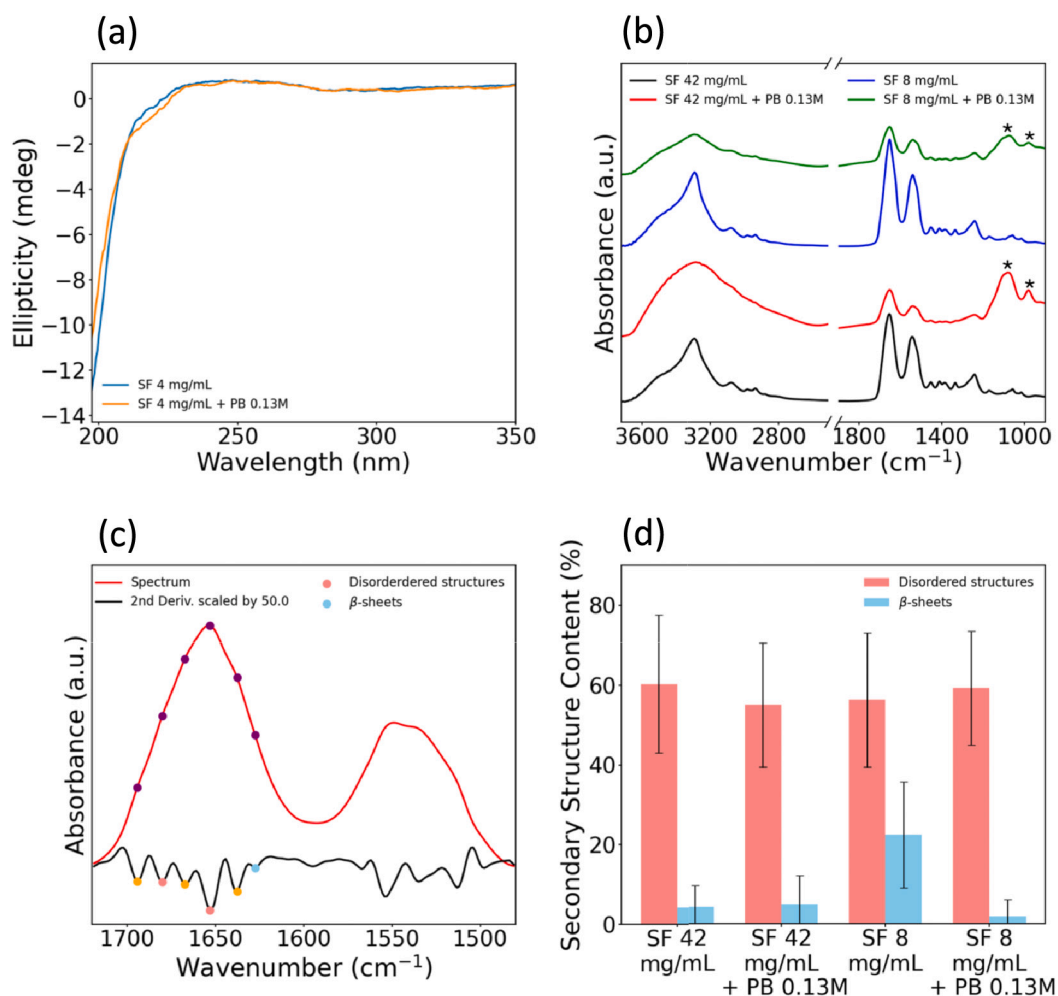 (a)
Ellipticity (mdeg)
0
−2
−4
−6
−8
−10
−12
−14
SF 4 mg/mL
SF 4 mg/mL + PB 0.13M
200
250
300
350
Wavelength (nm)
(b)
Absorbance (a.u.)
SF 42 mg/mL
SF 42 mg/mL + PB 0.13M
SF 8 mg/mL
SF 8 mg/mL + PB 0.13M
* *
* *
3600 3200 2800 1800 1400 1000
Wavenumber (cm⁻¹)
(c)
Absorbance (a.u.)
Spectrum
2nd Deriv. scaled by 50.0
Disorderdered structures
β-sheets
1700 1650 1600 1550 1500
Wavenumber (cm⁻¹)
(d)
Secondary Structure Content (%)
80
60
40
20
0
Disordered structures
β-sheets
SF 42
mg/mL
SF 42
mg/mL
+ PB 0.13M
SF 8
mg/mL
SF 8
mg/mL
+ PB 0.13M